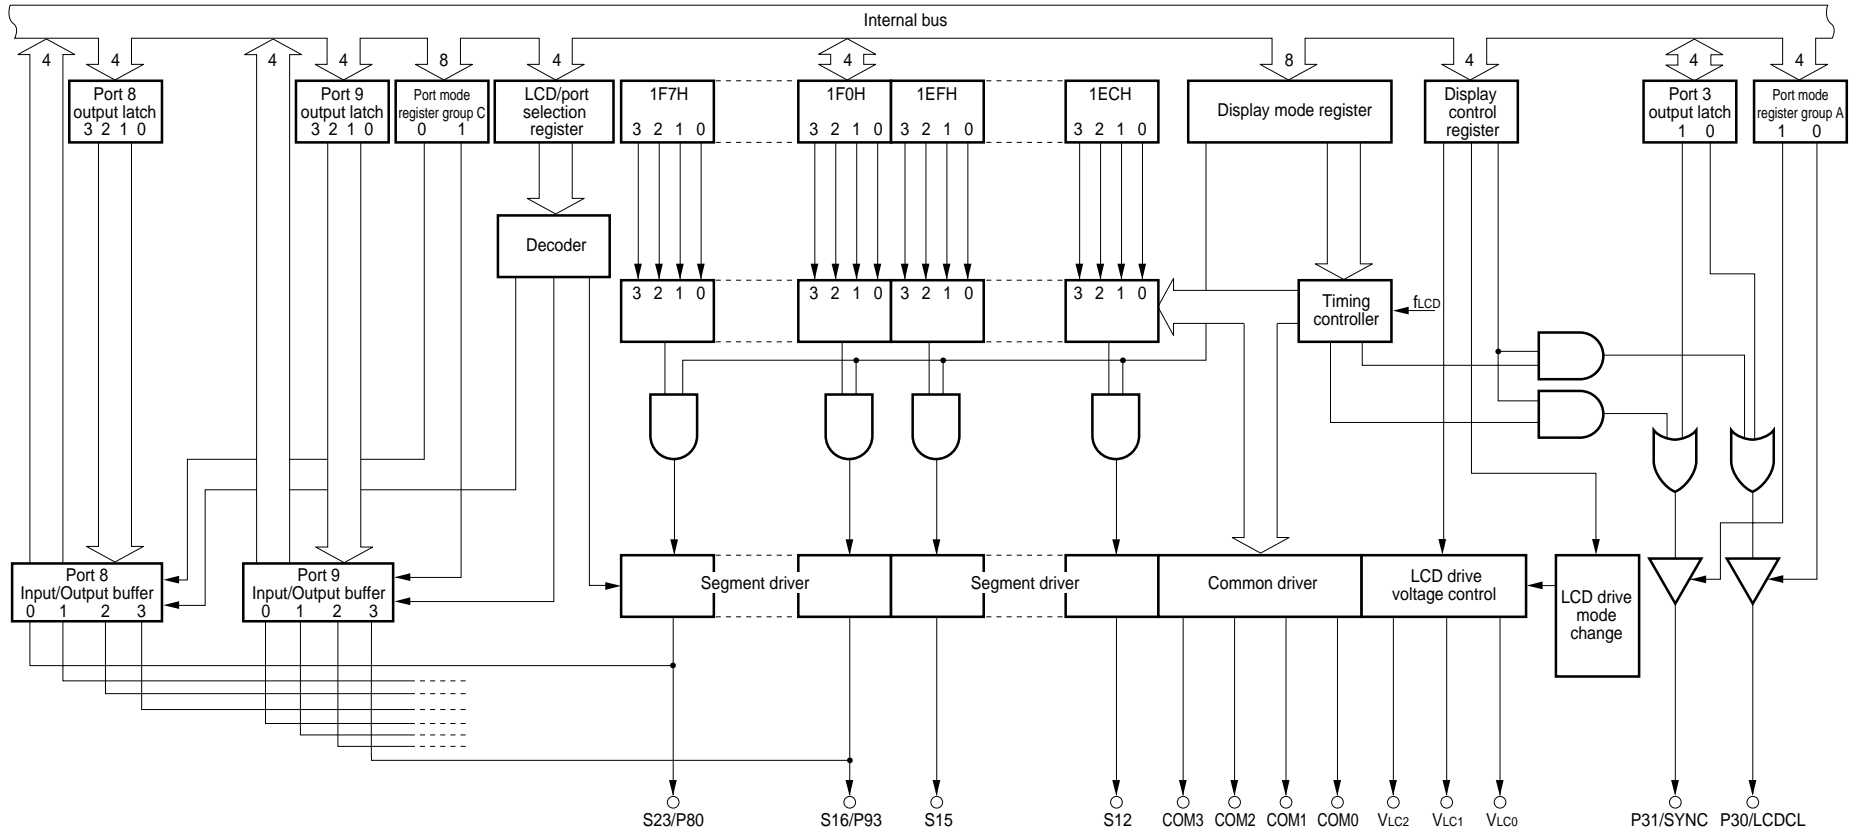 Internal bus
4 4 4 4 8 4 4 8 4 4 4
Port 8
output latch
3 2 1 0
Port 9
output latch
3 2 1 0
Port mode
register group C
0 1
LCD/port
selection
register
1F7H
3 2 1 0
1F0H
3 2 1 0
1EFH
3 2 1 0
1ECH
3 2 1 0
Display mode register
Display
control
register
Port 3
output latch
1 0
Port mode
register group A
1 0
Decoder
3 2 1 0
3 2 1 0
3 2 1 0
3 2 1 0
Timing
controller
fLCD
Port 8
Input/Output buffer
0 1 2 3
Port 9
Input/Output buffer
0 1 2 3
Segment driver
Segment driver
Common driver
LCD drive
voltage control
LCD drive
mode
change
S23/P80 S16/P93 S15 S12 COM3 COM2 COM1 COM0 VLC2 VLC1 VLC0 P31/SYNC P30/LCDCL